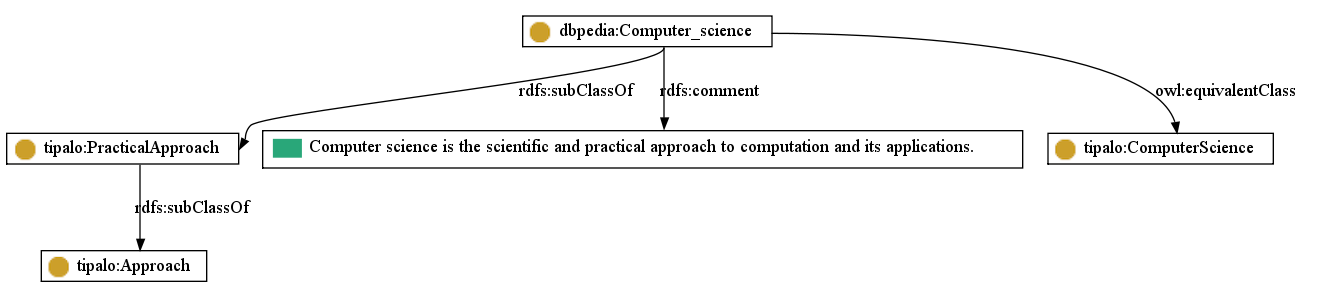 dbpedia:Computer_science
rdfs:subClassOf
rdfs:comment
owl:equivalentClass
tipalo:PracticalApproach
Computer science is the scientific and practical approach to computation and its applications.
tipalo:ComputerScience
rdfs:subClassOf
tipalo:Approach